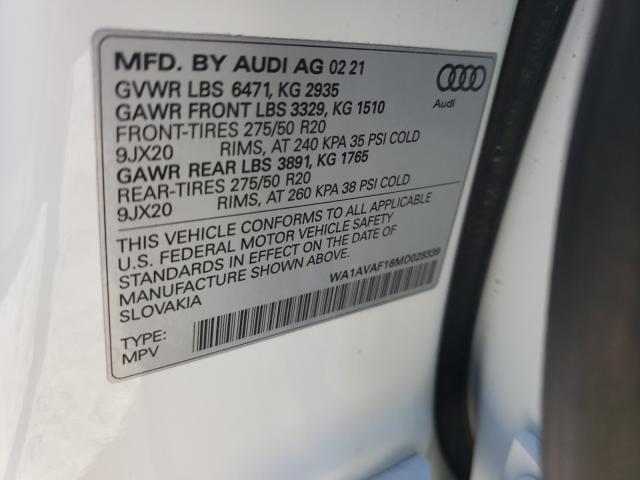 MFD. BY AUDI AG 02 21
GVWR LBS 6471, KG 2935
GAWR FRONT LBS 3329, KG 1510
FRONT-TIRES 275/50 R20
9JX20 RIMS, AT 240 KPA 35 PSI COLD
GAWR REAR LBS 3891, KG 1765
REAR-TIRES 275/50 R20
9JX20 RIMS, AT 260 KPA 38 PSI COLD
THIS VEHICLE CONFORMS TO ALL APPLICABLE
U.S. FEDERAL MOTOR VEHICLE SAFETY
STANDARDS IN EFFECT ON THE DATE OF
MANUFACTURE SHOWN ABOVE.
SLOVAKIA
WA1AVAF16MD028339
TYPE:
MPV
Audi